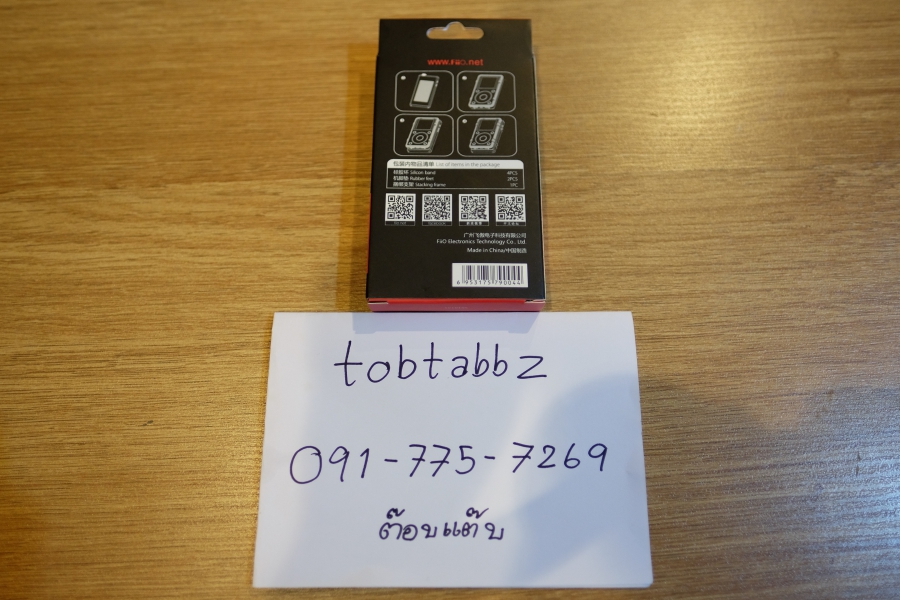 www.FiiO.net
包装内物品清单 List of items in the package
硅胶环 Silicon band 4PCS
机脚垫 Rubber feet 2PCS
捆绑支架 Stacking frame 1PC
广州飞傲电子科技有限公司
FiiO Electronics Technology Co., Ltd.
Made in China/中国制造
6 953175 790044
tobtabbz
091-775-7269
ต๊อบแต๊บ